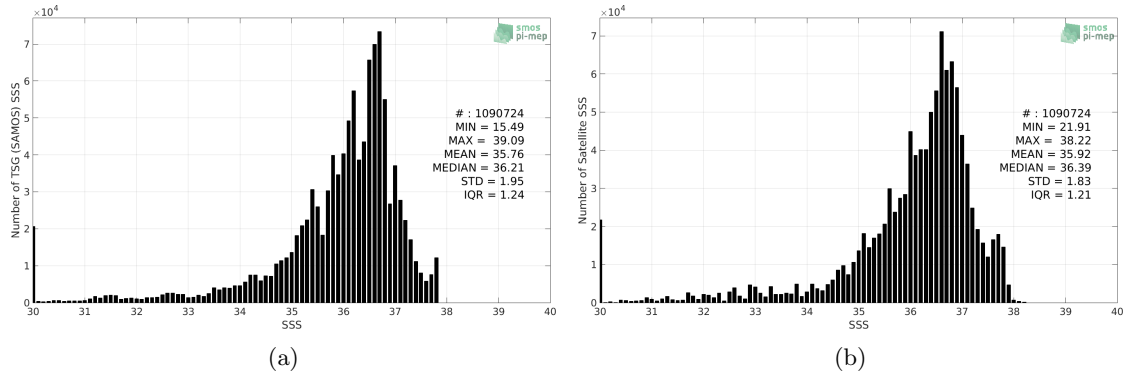 ×10⁴
smos
pi-mep
7
6
5
4
3
2
1
0
Number of TSG (SAMOS) SSS
# : 1090724
MIN = 15.49
MAX = 39.09
MEAN = 35.76
MEDIAN = 36.21
STD = 1.95
IQR = 1.24
30 31 32 33 34 35 36 37 38 39 40
SSS
(a)
×10⁴
smos
pi-mep
7
6
5
4
3
2
1
0
Number of Satellite SSS
# : 1090724
MIN = 21.91
MAX = 38.22
MEAN = 35.92
MEDIAN = 36.39
STD = 1.83
IQR = 1.21
30 31 32 33 34 35 36 37 38 39 40
SSS
(b)